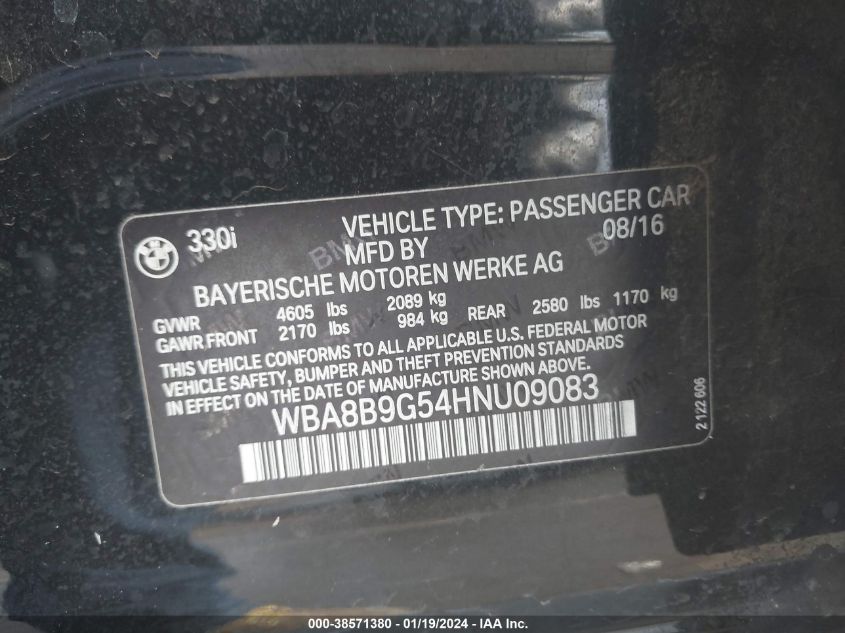 330i VEHICLE TYPE: PASSENGER CAR
MFD BY 08/16
BAYERISCHE MOTOREN WERKE AG
GVWR 4605 lbs 2089 kg
GAWR FRONT 2170 lbs 984 kg REAR 2580 lbs 1170 kg
THIS VEHICLE CONFORMS TO ALL APPLICABLE U.S. FEDERAL MOTOR
VEHICLE SAFETY, BUMPER AND THEFT PREVENTION STANDARDS
IN EFFECT ON THE DATE OF MANUFACTURE SHOWN ABOVE.
WBA8B9G54HNU09083
2 122 606
000-38571380 - 01/19/2024 - IAA Inc.